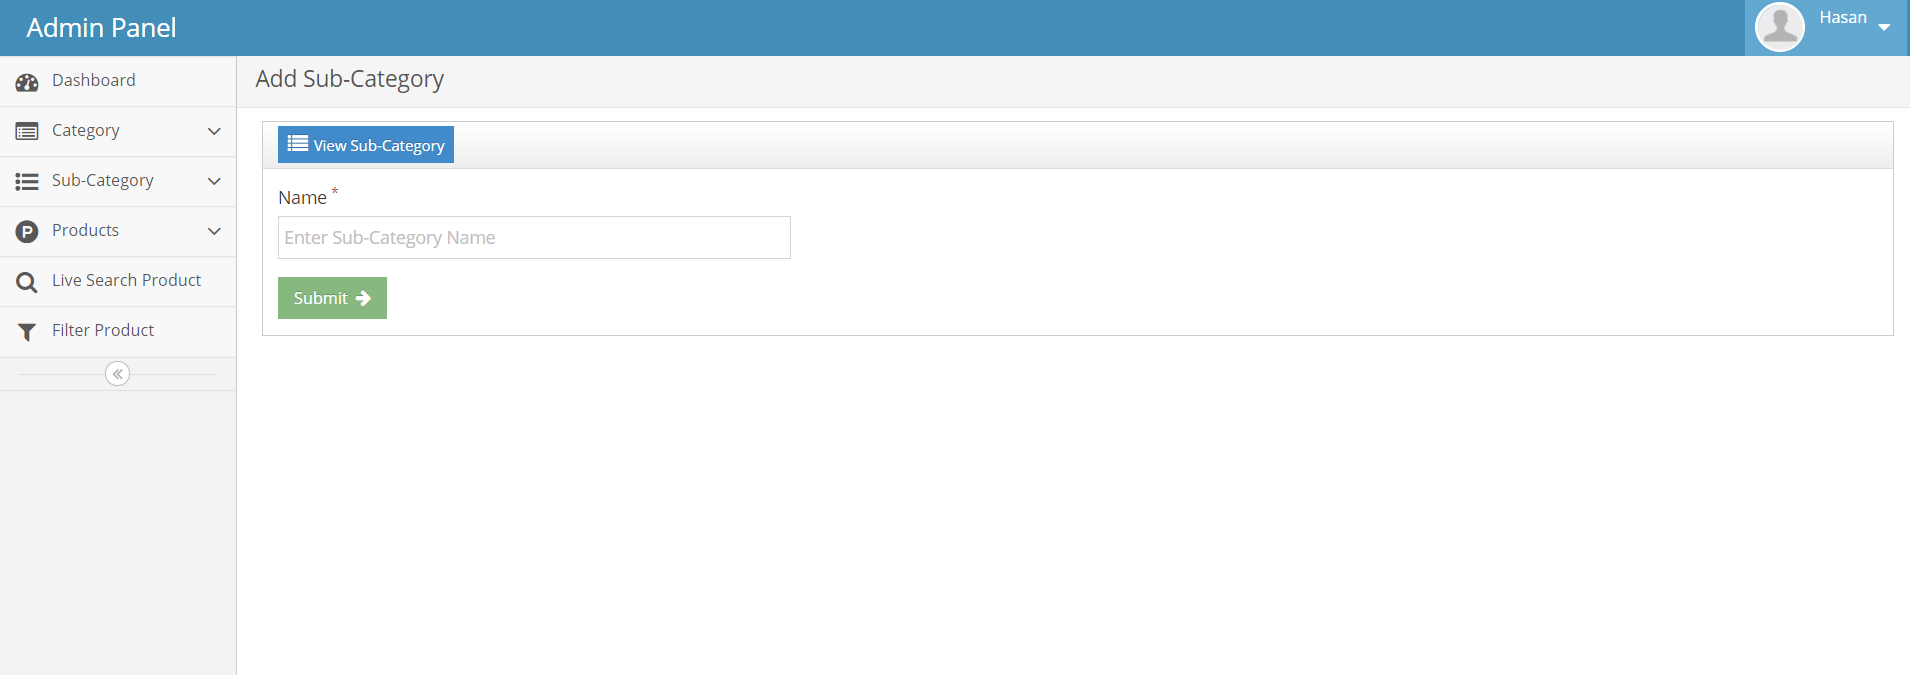 Admin Panel
Hasan
Dashboard
Category
Sub-Category
Products
Live Search Product
Filter Product
Add Sub-Category
View Sub-Category
Name *
Enter Sub-Category Name
Submit